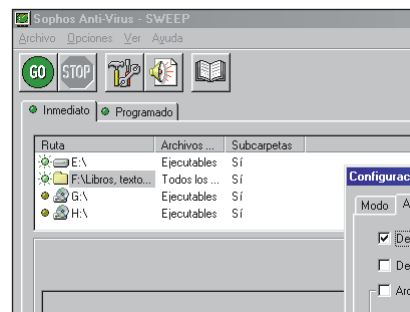 Sophos Anti-Virus - SWEEP
Archivo Opciones Ver Ayuda
GO STOP
Inmediato Programado
Ruta Archivos ... Subcarpetas
E:\ Ejecutables Sí
F:\Libros, texto... Todos los ... Sí
G:\ Ejecutables Sí
H:\ Ejecutables Sí
Configurac
Modo A
De
De
Arc